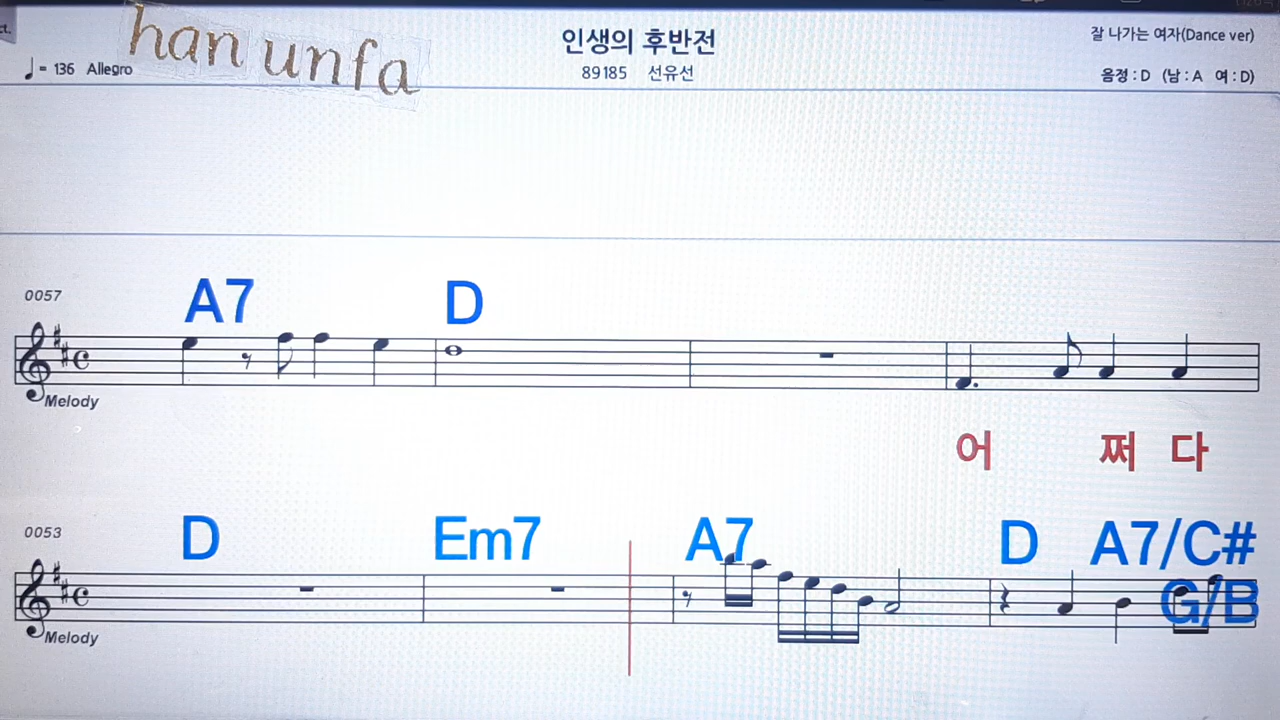 ct.
han unfa
인생의 후반전
잘 나가는 여자(Dance ver)
♩= 136 Allegro
89185 선유선
음정 : D (남 : A 여 : D)
0057
A7 D
Melody
어 쩌 다
0053
D Em7 A7 D A7/C#
G/B
Melody